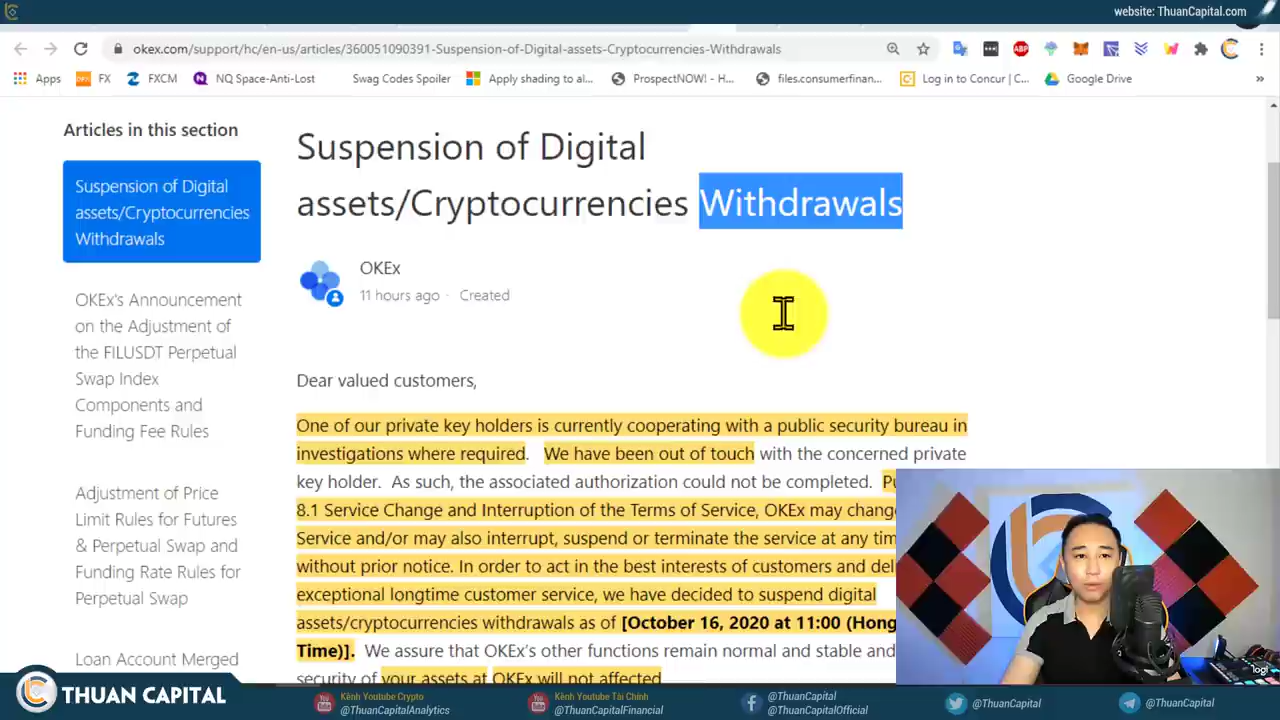 website: ThuanCapital.com
okex.com/support/hc/en-us/articles/360051090391-Suspension-of-Digital-assets-Cryptocurrencies-Withdrawals
ABP
Apps
FX
FXCM
NQ Space-Anti-Lost
Swag Codes Spoiler
Apply shading to al...
ProspectNOW! - H...
files.consumerfinan...
Log in to Concur | C...
Google Drive
»
Articles in this section
Suspension of Digital
assets/Cryptocurrencies
Withdrawals
OKEx's Announcement
on the Adjustment of
the FILUSDT Perpetual
Swap Index
Components and
Funding Fee Rules
Adjustment of Price
Limit Rules for Futures
& Perpetual Swap and
Funding Rate Rules for
Perpetual Swap
Loan Account Merged
Suspension of Digital
assets/Cryptocurrencies Withdrawals
OKEx
11 hours ago · Created
Dear valued customers,
One of our private key holders is currently cooperating with a public security bureau in
investigations where required. We have been out of touch with the concerned private
key holder. As such, the associated authorization could not be completed.
8.1 Service Change and Interruption of the Terms of Service, OKEx may change
Service and/or may also interrupt, suspend or terminate the service at any tim
without prior notice. In order to act in the best interests of customers and del
exceptional longtime customer service, we have decided to suspend digital
assets/cryptocurrencies withdrawals as of [October 16, 2020 at 11:00 (Hong
Time)]. We assure that OKEx's other functions remain normal and stable and
security of your assets at OKEx will not affected
logi
THUAN CAPITAL
Kênh Youtube Crypto
@ThuanCapitalAnalytics
Kênh Youtube Tài Chính
@ThuanCapitalFinancial
@ThuanCapital
@ThuanCapitalOfficial
@ThuanCapital
@ThuanCapital